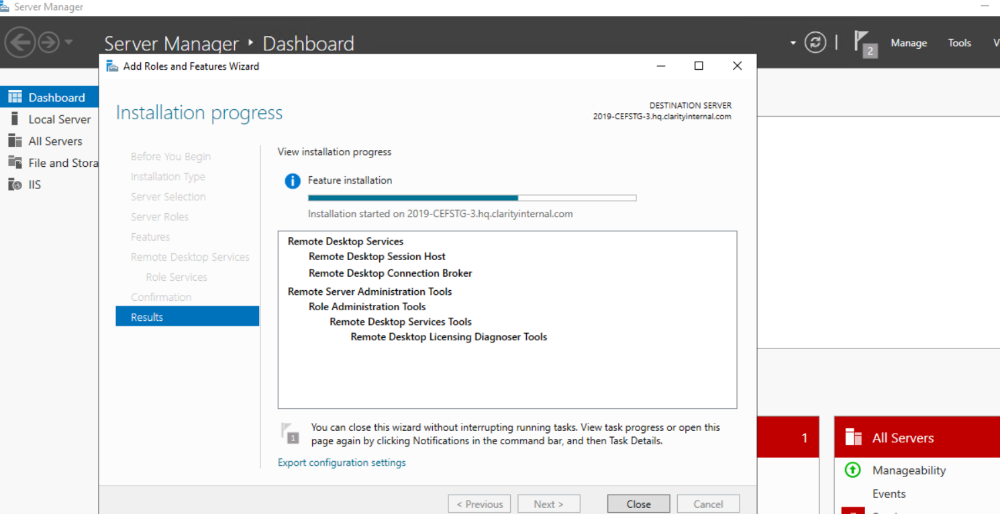 Server Manager
Server Manager ‣ Dashboard
2
Manage
Tools
V
Add Roles and Features Wizard
Dashboard
Local Server
All Servers
File and Stora
IIS
Installation progress
DESTINATION SERVER
2019-CEFSTG-3.hq.clarityinternal.com
Before You Begin
Installation Type
Server Selection
Server Roles
Features
Remote Desktop Services
Role Services
Confirmation
Results
View installation progress
Feature installation
Installation started on 2019-CEFSTG-3.hq.clarityinternal.com
Remote Desktop Services
Remote Desktop Session Host
Remote Desktop Connection Broker
Remote Server Administration Tools
Role Administration Tools
Remote Desktop Services Tools
Remote Desktop Licensing Diagnoser Tools
1
You can close this wizard without interrupting running tasks. View task progress or open this
page again by clicking Notifications in the command bar, and then Task Details.
Export configuration settings
< Previous
Next >
Close
Cancel
1
All Servers
Manageability
Events